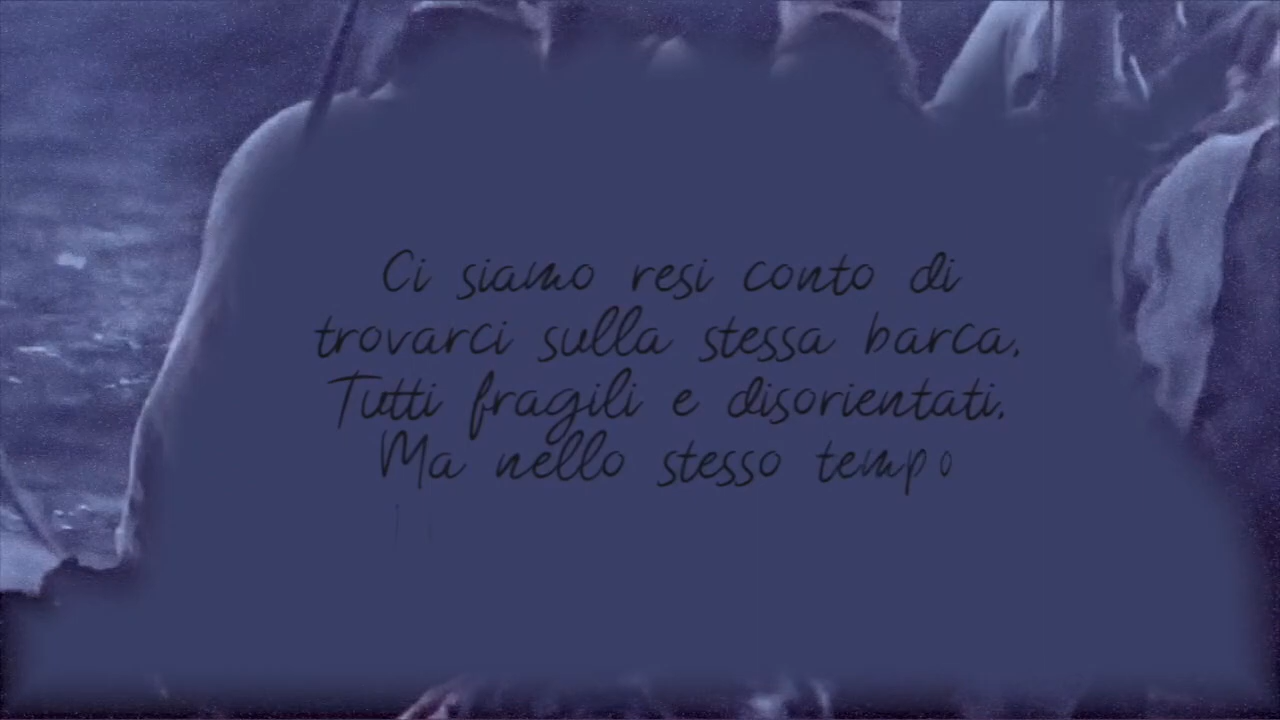 Ci siamo resi conto di
trovarci sulla stessa barca.
Tutti fragili e disorientati.
Ma nello stesso tempo